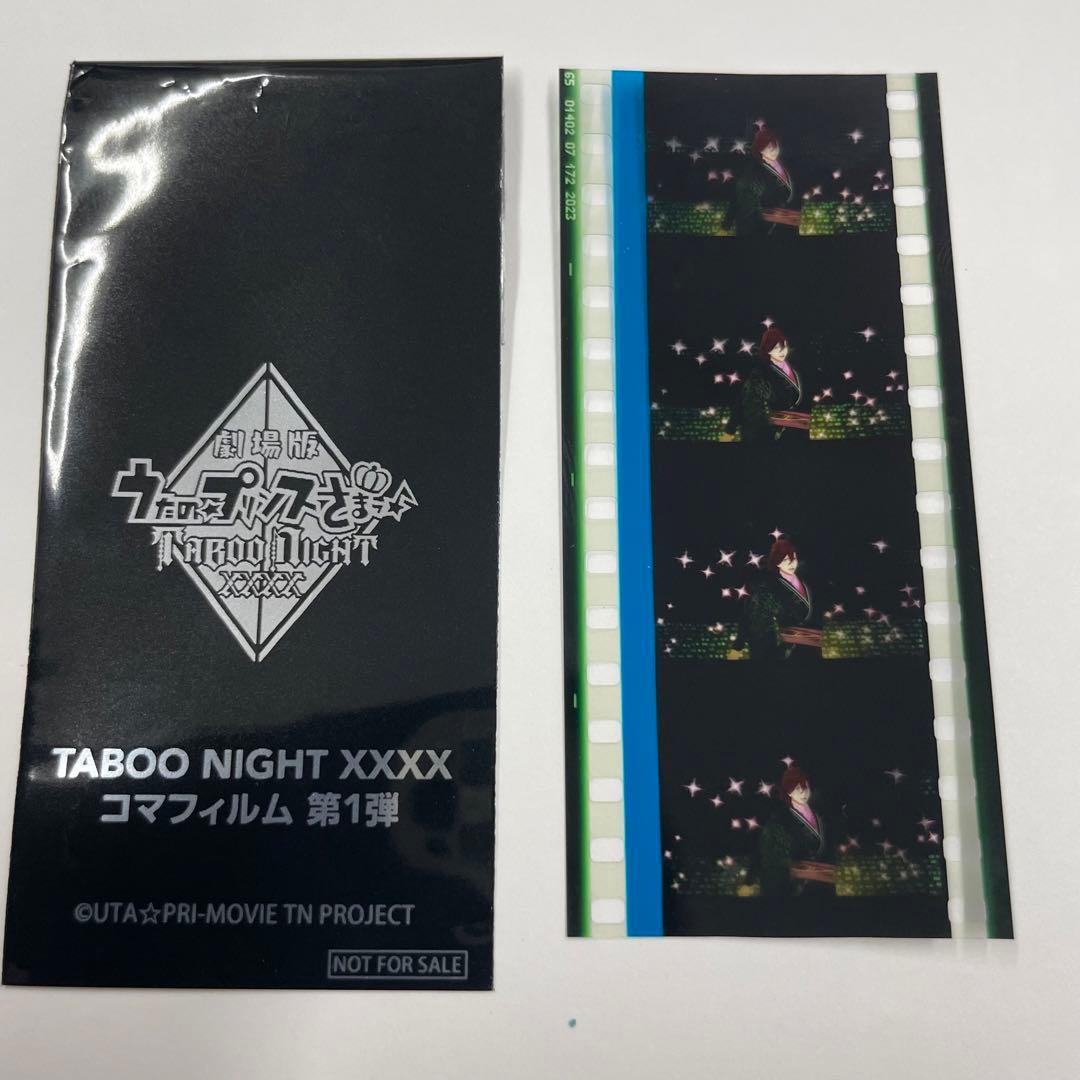 劇場版
うたの☆プリンスさまっ♪
TABOO NIGHT
XXXX
TABOO NIGHT XXXX
コマフィルム 第1弾
©UTA☆PRI-MOVIE TN PROJECT
NOT FOR SALE
65 01402 07 172 2023